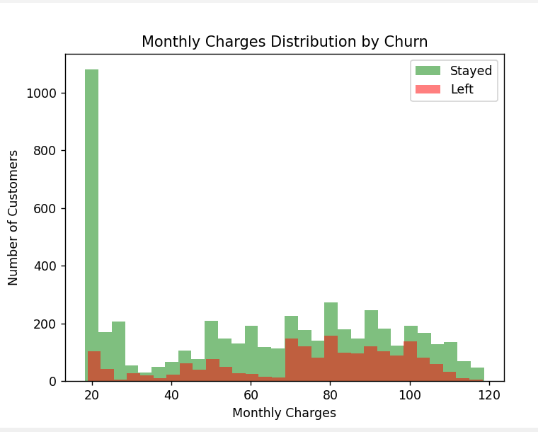 Monthly Charges Distribution by Churn
Stayed
Left
1000
800
600
400
200
0
Number of Customers
20 40 60 80 100 120
Monthly Charges